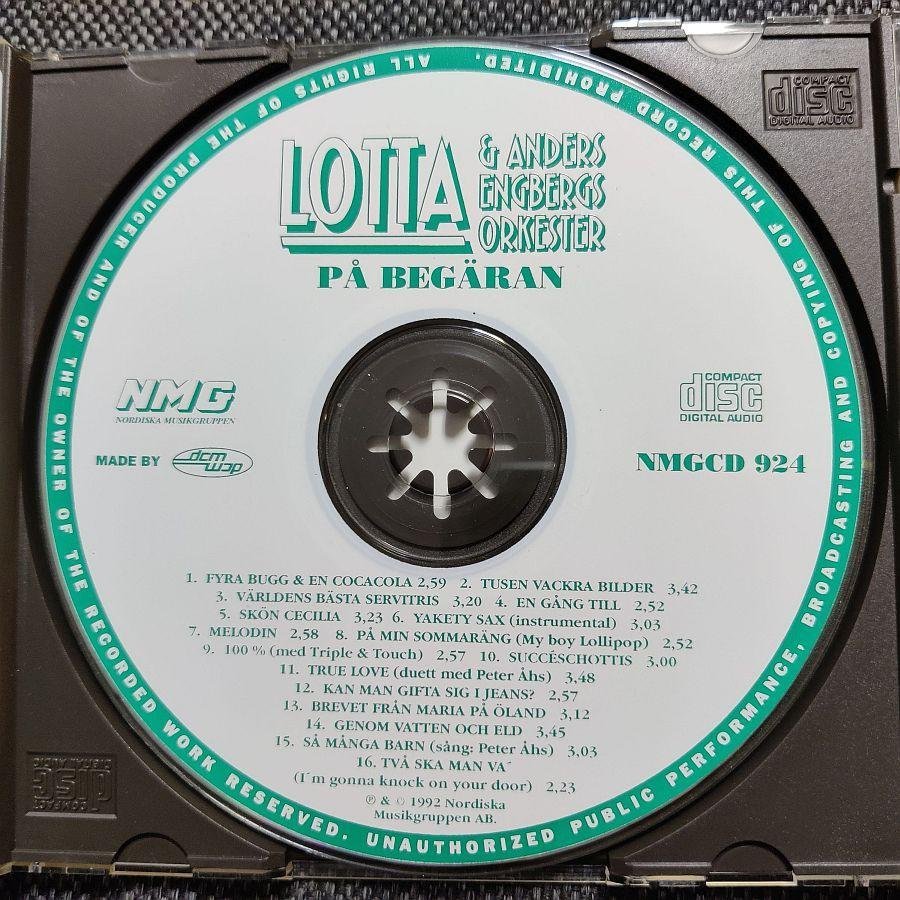 LOTTA
& ANDERS
ENGBERGS
ORKESTER
PÅ BEGÄRAN
NMG
NORDISKA MUSIKGRUPPEN
MADE BY dcm wap
COMPACT
disc
DIGITAL AUDIO
NMGCD 924
1. FYRA BUGG & EN COCACOLA 2,59 2. TUSEN VACKRA BILDER 3,42
3. VÄRLDENS BÄSTA SERVITRIS 3,20 4. EN GÅNG TILL 2,52
5. SKÖN CECILIA 3,23 6. YAKETY SAX (instrumental) 3,03
7. MELODIN 2,58 8. PÅ MIN SOMMARÄNG (My boy Lollipop) 2,52
9. 100 % (med Triple & Touch) 2,57 10. SUCCÉSCHOTTIS 3,00
11. TRUE LOVE (duett med Peter Åhs) 3,48
12. KAN MAN GIFTA SIG I JEANS? 2,57
13. BREVET FRÅN MARIA PÅ ÖLAND 3,12
14. GENOM VATTEN OCH ELD 3,45
15. SÅ MÅNGA BARN (sång: Peter Åhs) 3,03
16. TVÅ SKA MAN VA´
(I´m gonna knock on your door) 2,23
℗ & © 1992 Nordiska
Musikgruppen AB.
ALL RIGHTS OF THE PRODUCER AND OF THE OWNER OF THE RECORDED WORK RESERVED. UNAUTHORIZED PUBLIC PERFORMANCE, BROADCASTING AND COPYING OF THIS RECORD PROHIBITED.
COMPACT
disc
DIGITAL AUDIO
COMPACT
disc
DIGITAL AUDIO